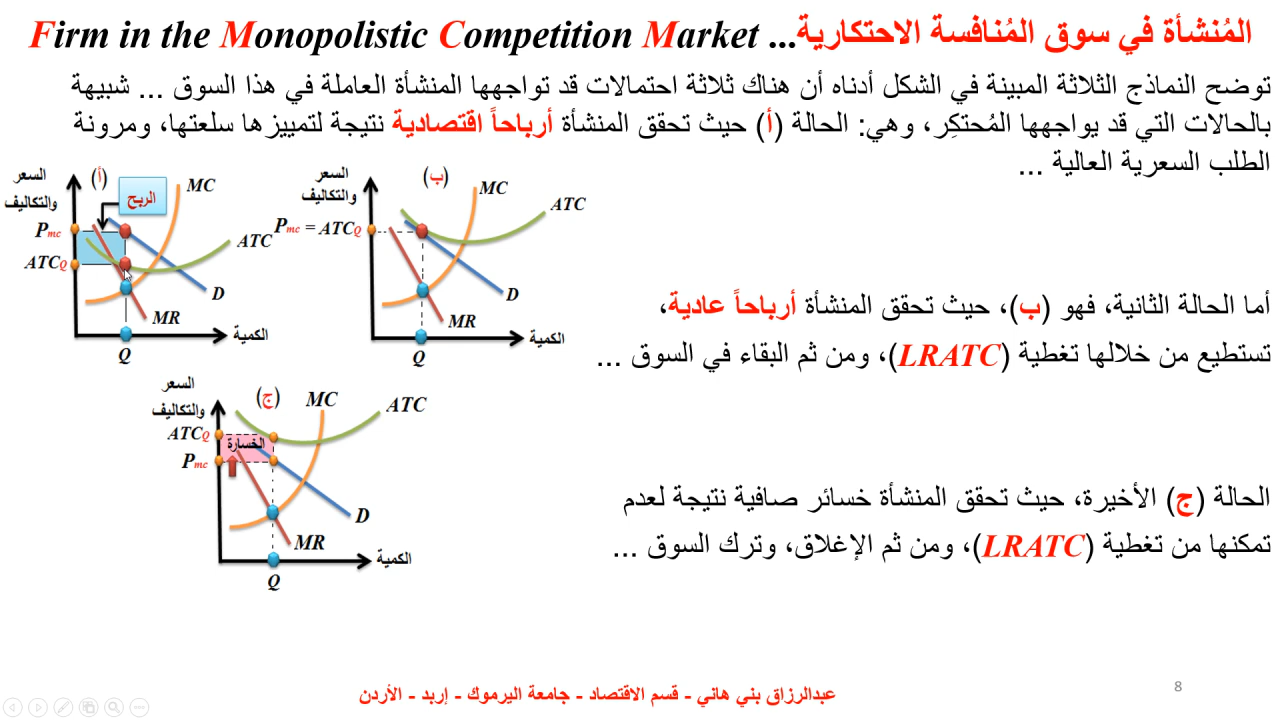 المُنشأة في سوق المُنافسة الاحتكارية... Firm in the Monopolistic Competition Market
توضح النماذج الثلاثة المبينة في الشكل أدناه أن هناك ثلاثة احتمالات قد تواجهها المنشأة العاملة في هذا السوق ... شبيهة
بالحالات التي قد يواجهها المُحتكِر، وهي: الحالة (أ) حيث تحقق المنشأة أرباحاً اقتصادية نتيجة لتمييزها سلعتها، ومرونة
الطلب السعرية العالية ...
السعر
والتكاليف
(أ)
الربح
MC
Pmc
ATC
ATCQ
D
MR
الكمية
Q
السعر
والتكاليف
(ب)
MC
ATC
Pmc = ATCQ
D
MR
الكمية
Q
أما الحالة الثانية، فهو (ب)، حيث تحقق المنشأة أرباحاً عادية،
تستطيع من خلالها تغطية (LRATC)، ومن ثم البقاء في السوق ...
السعر
والتكاليف
(ج)
MC
ATC
ATCQ
الخسارة
Pmc
D
MR
الكمية
Q
الحالة (ج) الأخيرة، حيث تحقق المنشأة خسائر صافية نتيجة لعدم
تمكنها من تغطية (LRATC)، ومن ثم الإغلاق، وترك السوق ...
عبدالرزاق بني هاني - قسم الاقتصاد - جامعة اليرموك - إربد - الأردن
8